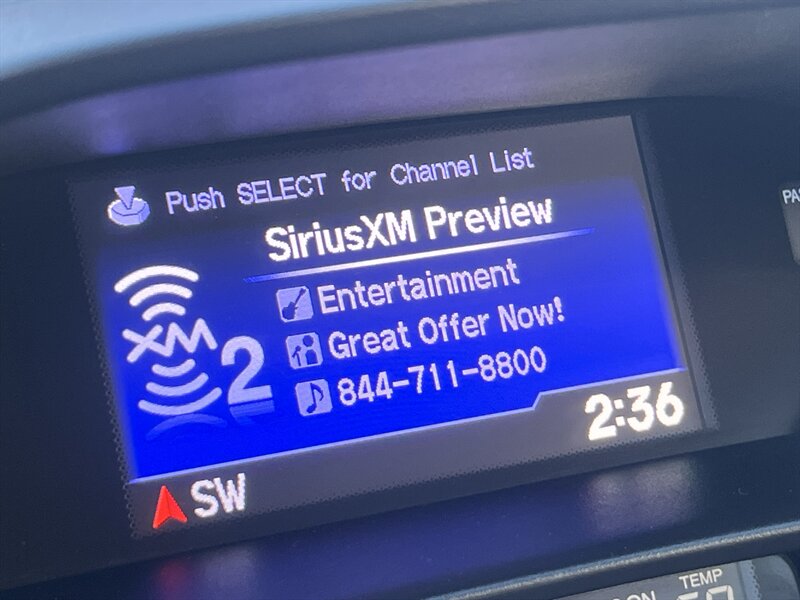 Push SELECT for Channel List
SiriusXM Preview
Entertainment
XM 2
Great Offer Now!
844-711-8800
2:36
SW
TEMP